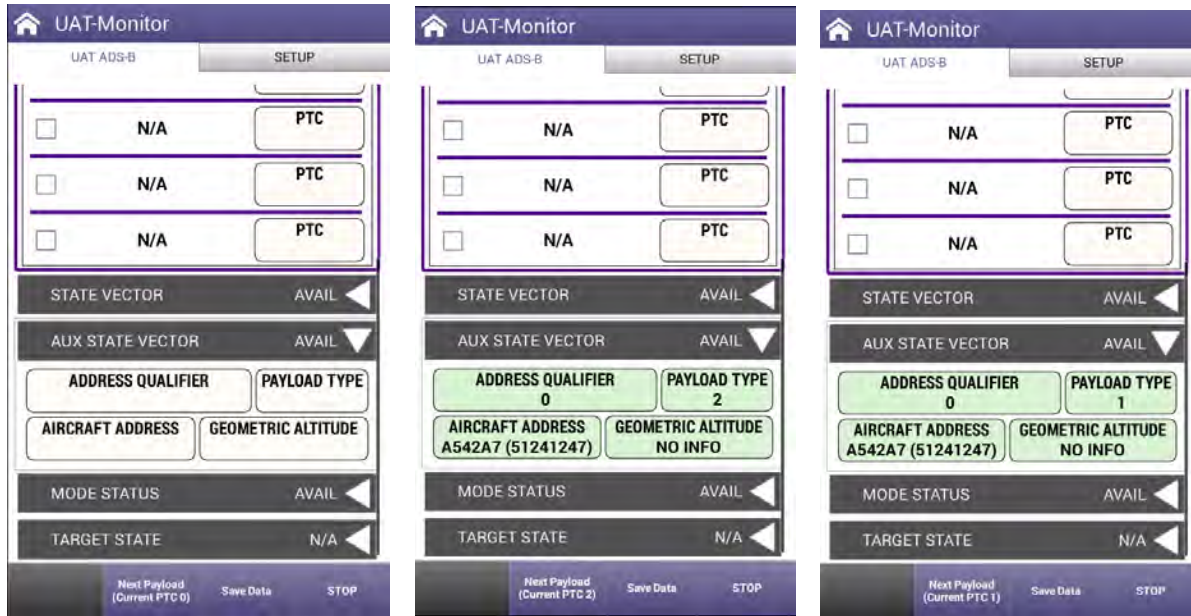 UAT-Monitor
UAT ADS-B SETUP
N/A PTC
N/A PTC
N/A PTC
STATE VECTOR AVAIL
AUX STATE VECTOR AVAIL
ADDRESS QUALIFIER PAYLOAD TYPE
AIRCRAFT ADDRESS GEOMETRIC ALTITUDE
MODE STATUS AVAIL
TARGET STATE N/A
Next Payload
(Current PTC 0) Save Data STOP
UAT-Monitor
UAT ADS-B SETUP
N/A PTC
N/A PTC
N/A PTC
STATE VECTOR AVAIL
AUX STATE VECTOR AVAIL
ADDRESS QUALIFIER PAYLOAD TYPE
0 2
AIRCRAFT ADDRESS GEOMETRIC ALTITUDE
A542A7 (51241247) NO INFO
MODE STATUS AVAIL
TARGET STATE N/A
Next Payload
(Current PTC 2) Save Data STOP
UAT-Monitor
UAT ADS-B SETUP
N/A PTC
N/A PTC
N/A PTC
STATE VECTOR AVAIL
AUX STATE VECTOR AVAIL
ADDRESS QUALIFIER PAYLOAD TYPE
0 1
AIRCRAFT ADDRESS GEOMETRIC ALTITUDE
A542A7 (51241247) NO INFO
MODE STATUS AVAIL
TARGET STATE N/A
Next Payload
(Current PTC 1) Save Data STOP